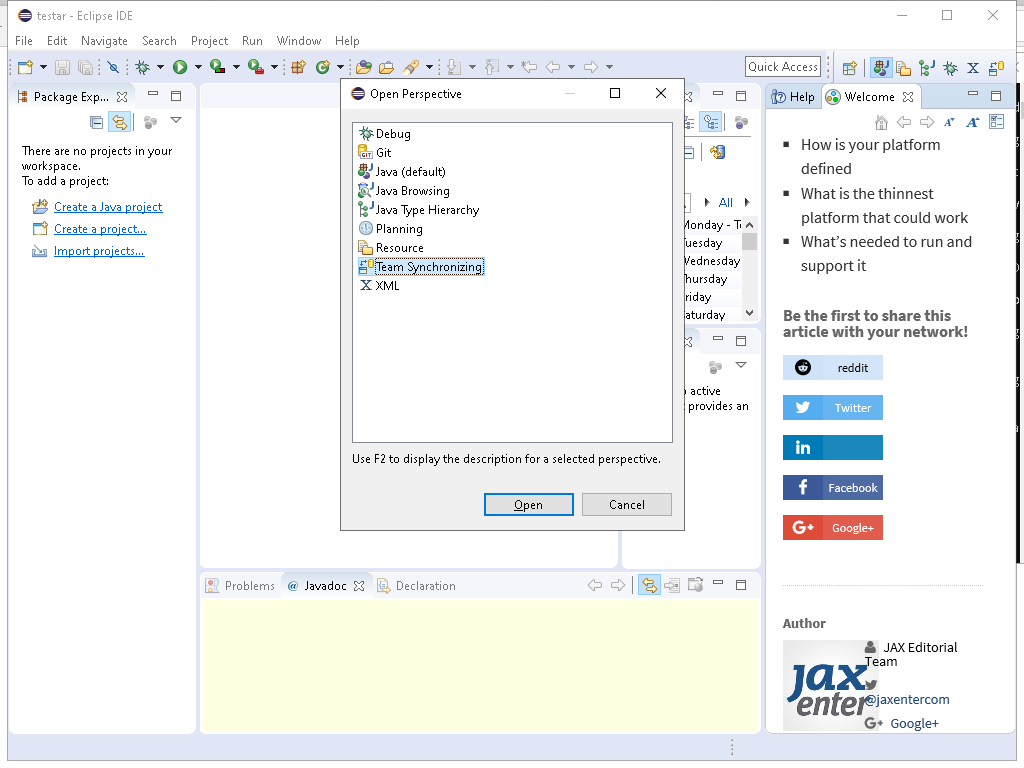 testar - Eclipse IDE
File Edit Navigate Search Project Run Window Help
Quick Access
Package Exp...
There are no projects in your
workspace.
To add a project:
Create a Java project
Create a project...
Import projects...
Open Perspective
Debug
GIT
Git
Java (default)
Java Browsing
Java Type Hierarchy
Planning
Resource
Team Synchronizing
XML
Use F2 to display the description for a selected perspective.
Open Cancel
All
Monday - T
Tuesday
Wednesday
Thursday
Friday
Saturday
active
provides an
Problems @ Javadoc Declaration
Help Welcome
How is your platform
defined
What is the thinnest
platform that could work
What’s needed to run and
support it
Be the first to share this
article with your network!
reddit
Twitter
in
f Facebook
G+ Google+
Author
jax
enter
JAX Editorial
Team
@jaxentercom
G+ Google+